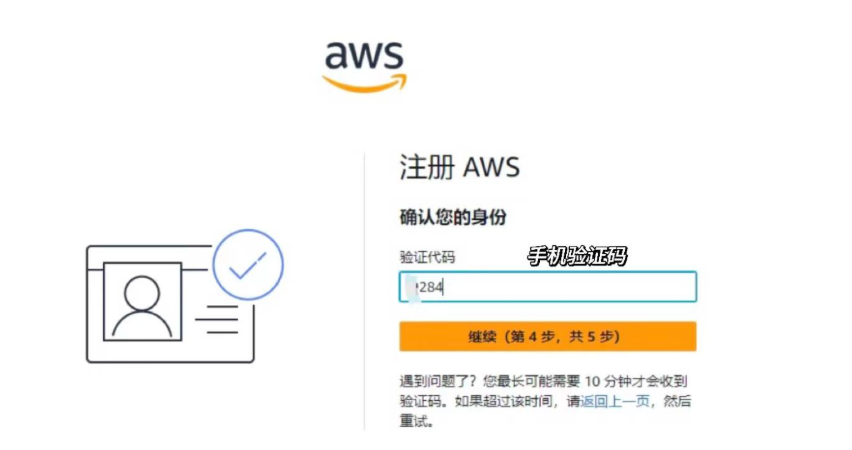 aws
注册 AWS
确认您的身份
验证代码
手机验证码
284
继续（第 4 步，共 5 步）
遇到问题了？您最长可能需要 10 分钟才会收到
验证码。如果超过该时间，请返回上一页，然后
重试。